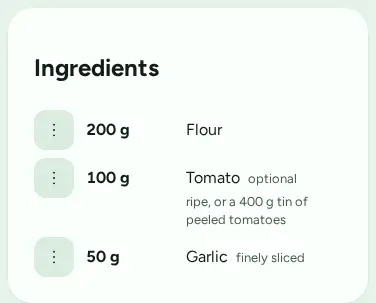 Ingredients
200 g Flour
100 g Tomato optional
ripe, or a 400 g tin of
peeled tomatoes
50 g Garlic finely sliced